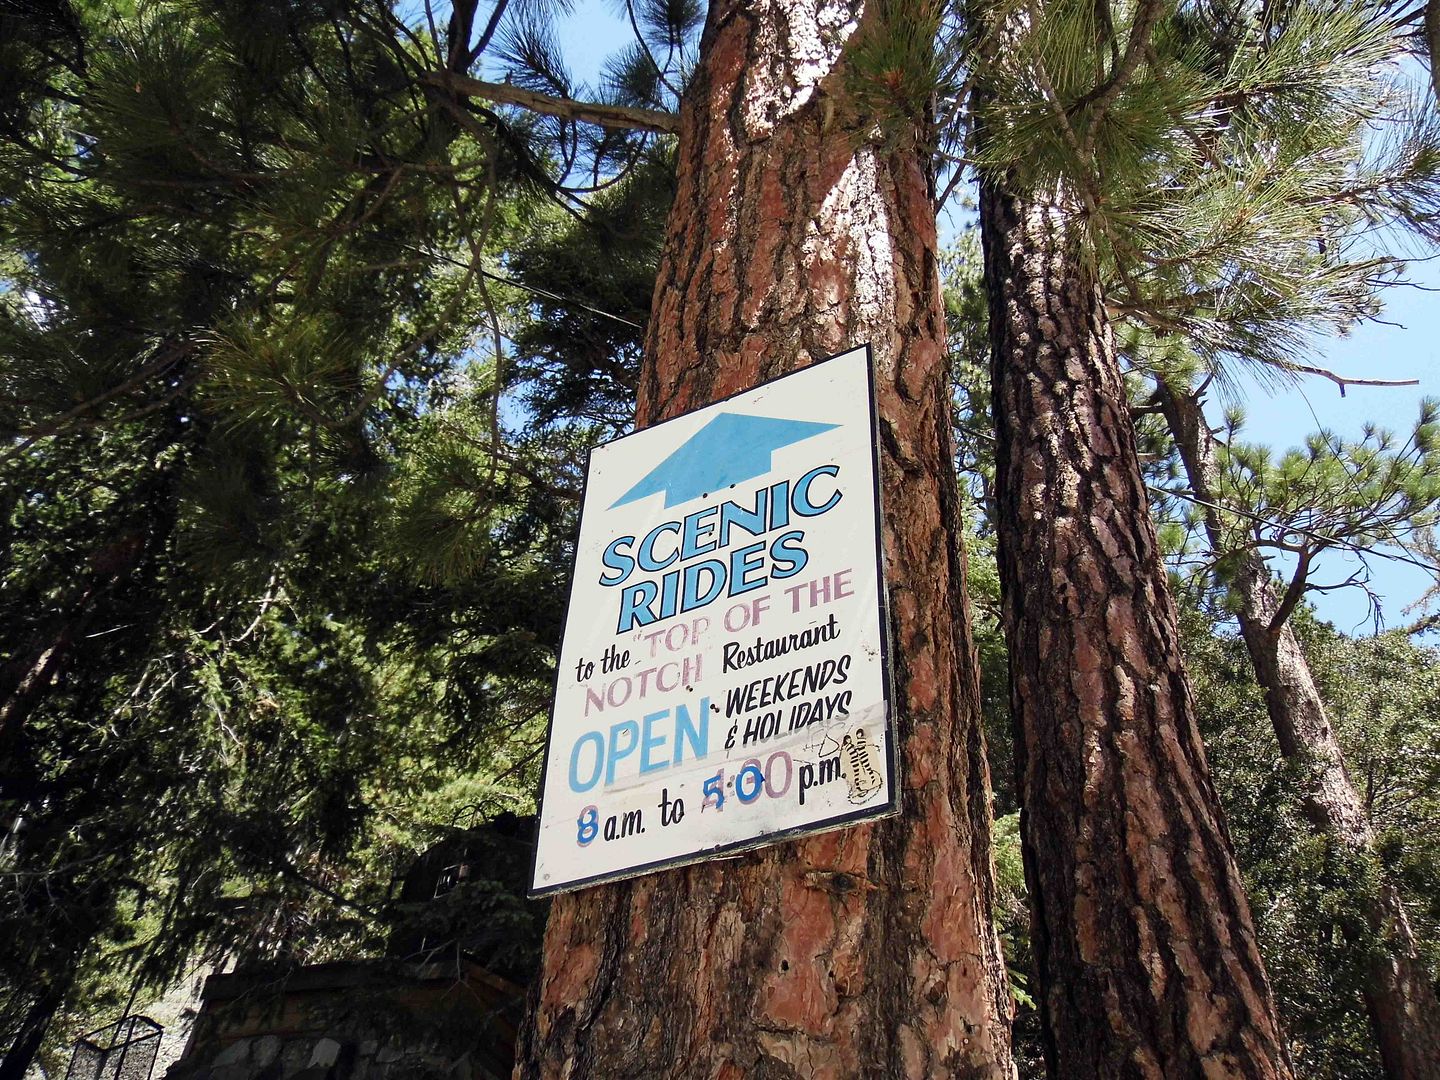 SCENIC
RIDES
to the "TOP OF THE
NOTCH Restaurant
OPEN WEEKENDS
& HOLIDAYS
8 a.m. to 5:00 p.m.